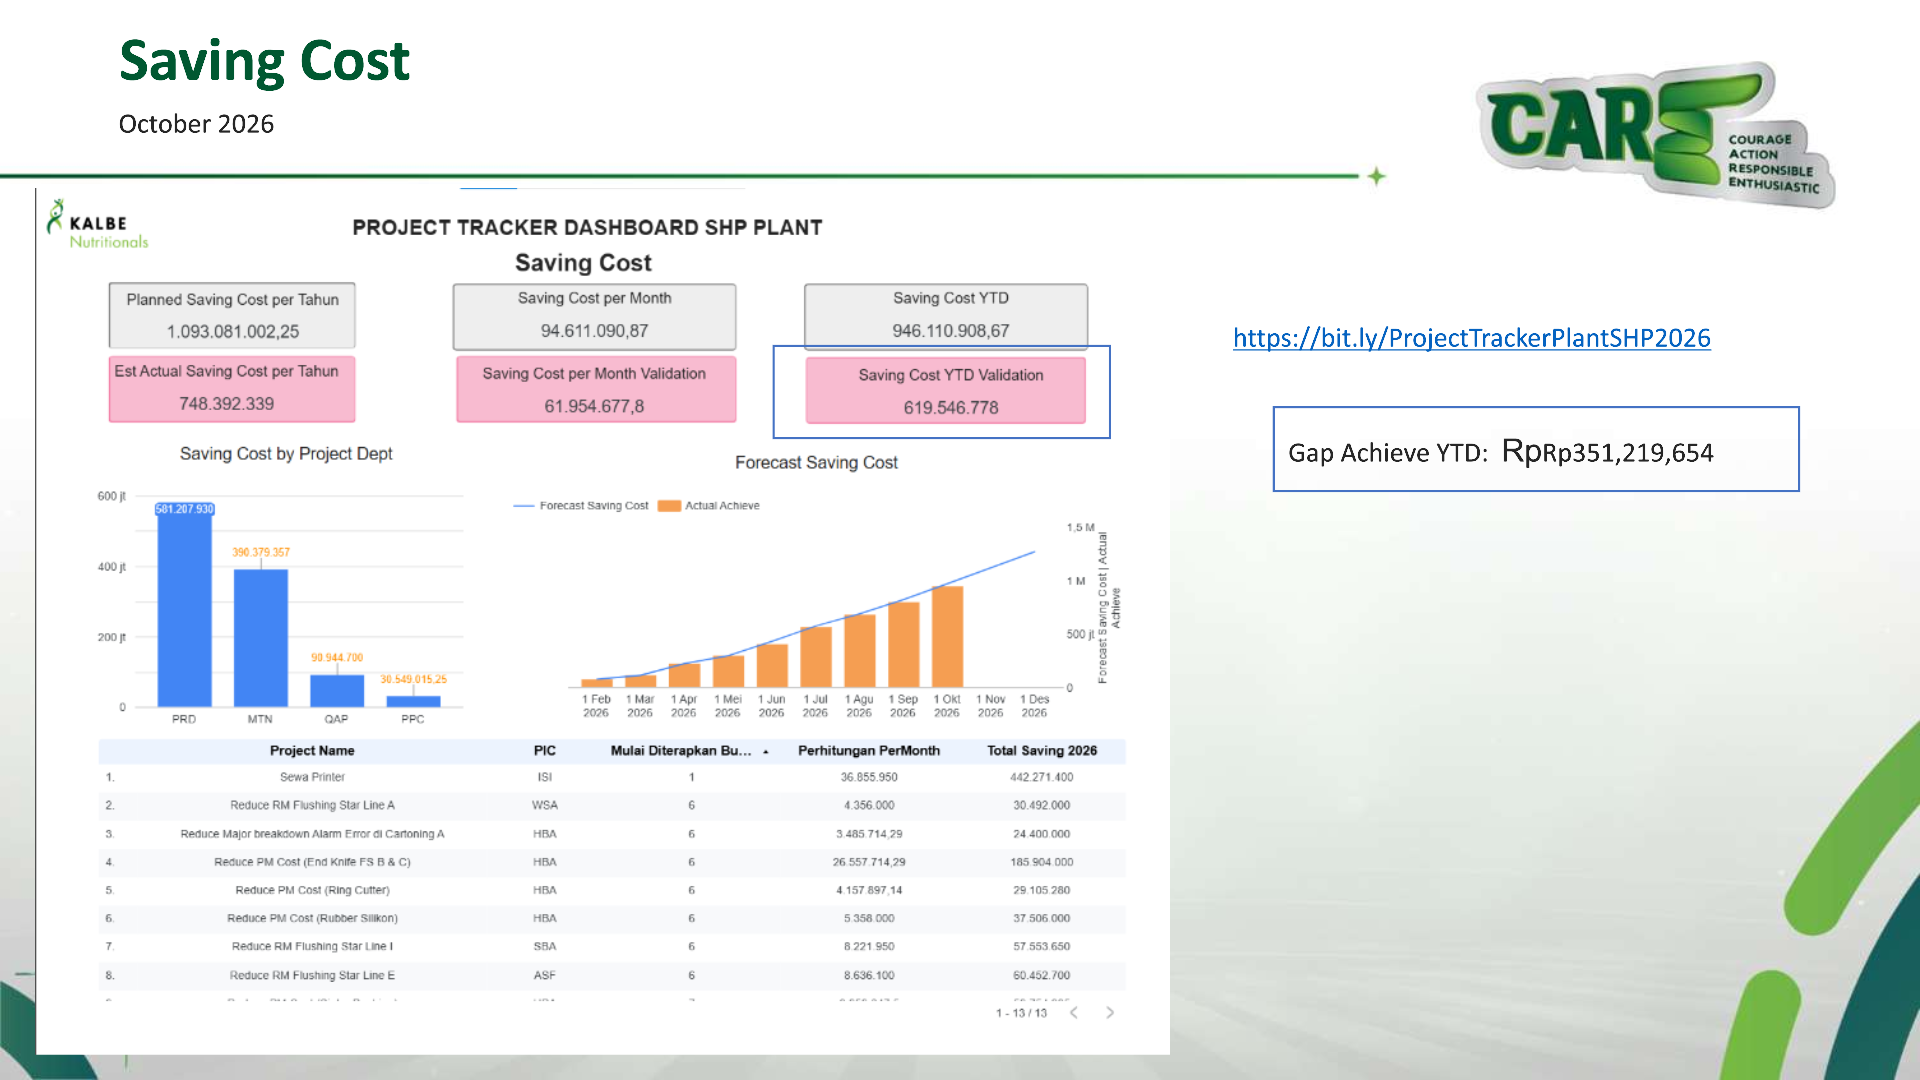 Saving Cost
October 2026
CARE
COURAGE
ACTION
RESPONSIBLE
ENTHUSIASTIC
KALBE
Nutritionals
PROJECT TRACKER DASHBOARD SHP PLANT
Saving Cost
Planned Saving Cost per Tahun
1.093.081.002,25
Saving Cost per Month
94.611.090,87
Saving Cost YTD
946.110.908,67
Est Actual Saving Cost per Tahun
748.392.339
Saving Cost per Month Validation
61.954.677,8
Saving Cost YTD Validation
619.546.778
https://bit.ly/ProjectTrackerPlantSHP2026
Gap Achieve YTD: RpRp351,219,654
Saving Cost by Project Dept
600 jt
400 jt
200 jt
0
581.207.930
390.379.357
90.944.700
30.549.015,25
PRD MTN QAP PPC
Forecast Saving Cost
Forecast Saving Cost Actual Achieve
1,5 M
1 M
500 jt
0
Forecast Saving Cost | Actual
Achieve
1 Feb 1 Mar 1 Apr 1 Mei 1 Jun 1 Jul 1 Agu 1 Sep 1 Okt 1 Nov 1 Des
2026 2026 2026 2026 2026 2026 2026 2026 2026 2026 2026
Project Name PIC Mulai Diterapkan Bu... Perhitungan PerMonth Total Saving 2026
1. Sewa Printer ISI 1 36.855.950 442.271.400
2. Reduce RM Flushing Star Line A WSA 6 4.356.000 30.492.000
3. Reduce Major breakdown Alarm Error di Cartoning A HBA 6 3.485.714,29 24.400.000
4. Reduce PM Cost (End Knife FS B & C) HBA 6 26.557.714,29 185.904.000
5. Reduce PM Cost (Ring Cutter) HBA 6 4.157.897,14 29.105.280
6. Reduce PM Cost (Rubber Silikon) HBA 6 5.358.000 37.506.000
7. Reduce RM Flushing Star Line I SBA 6 8.221.950 57.553.650
8. Reduce RM Flushing Star Line E ASF 6 8.636.100 60.452.700
1 - 13 / 13